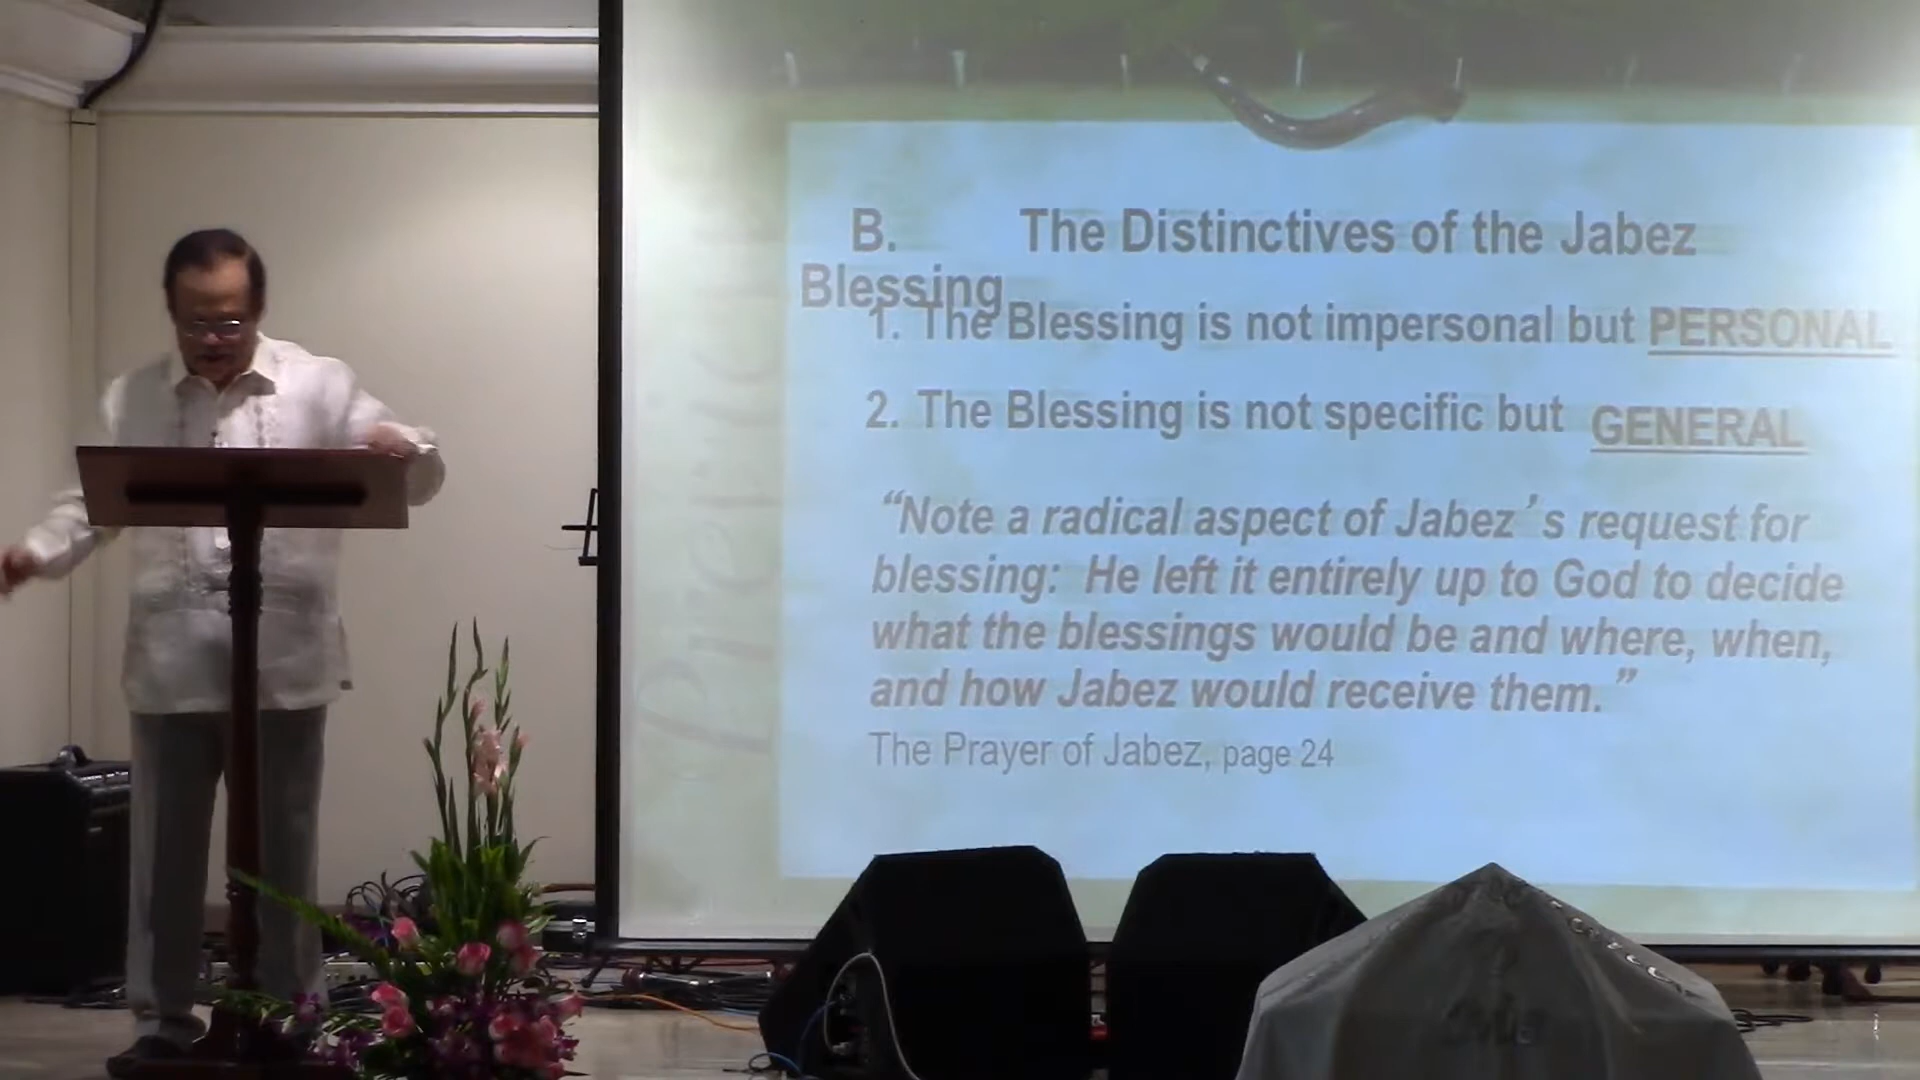 B. The Distinctives of the Jabez
Blessing
1. The Blessing is not impersonal but PERSONAL
2. The Blessing is not specific but GENERAL
“Note a radical aspect of Jabez’s request for
blessing: He left it entirely up to God to decide
what the blessings would be and where, when,
and how Jabez would receive them.”
The Prayer of Jabez, page 24